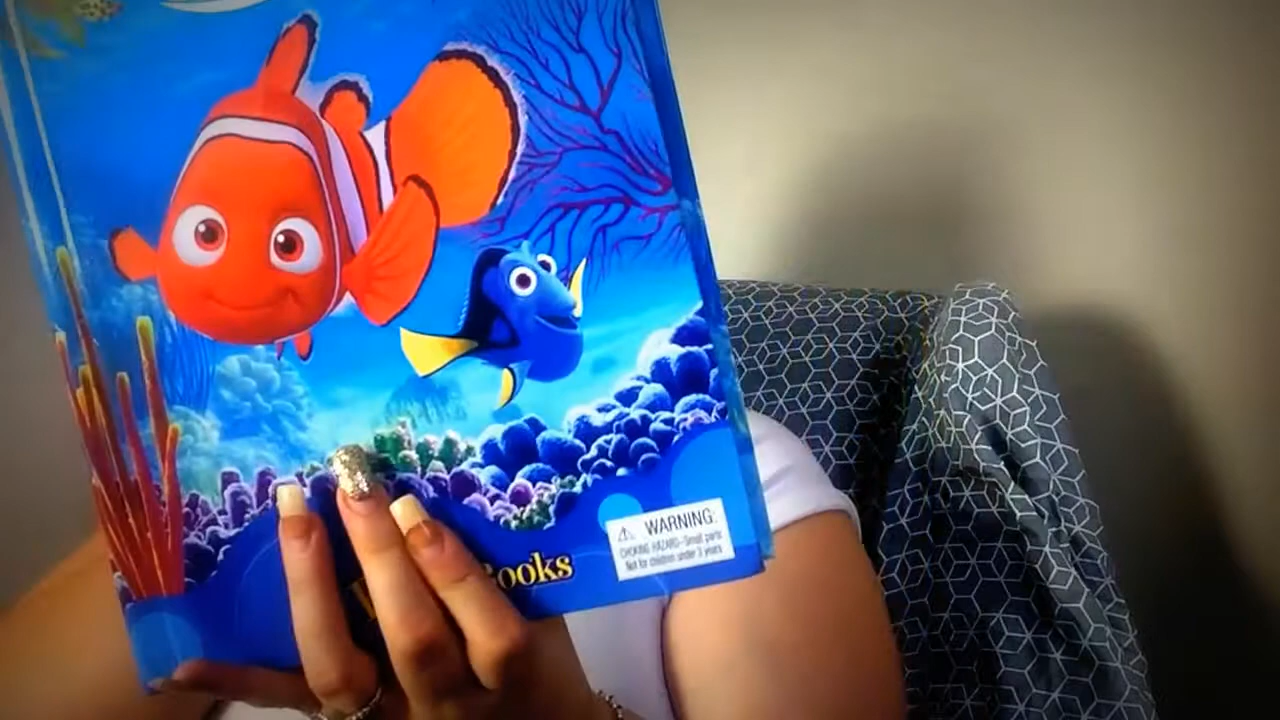 WARNING:
CHOKING HAZARD—Small parts
Not for children under 3 years
ooks